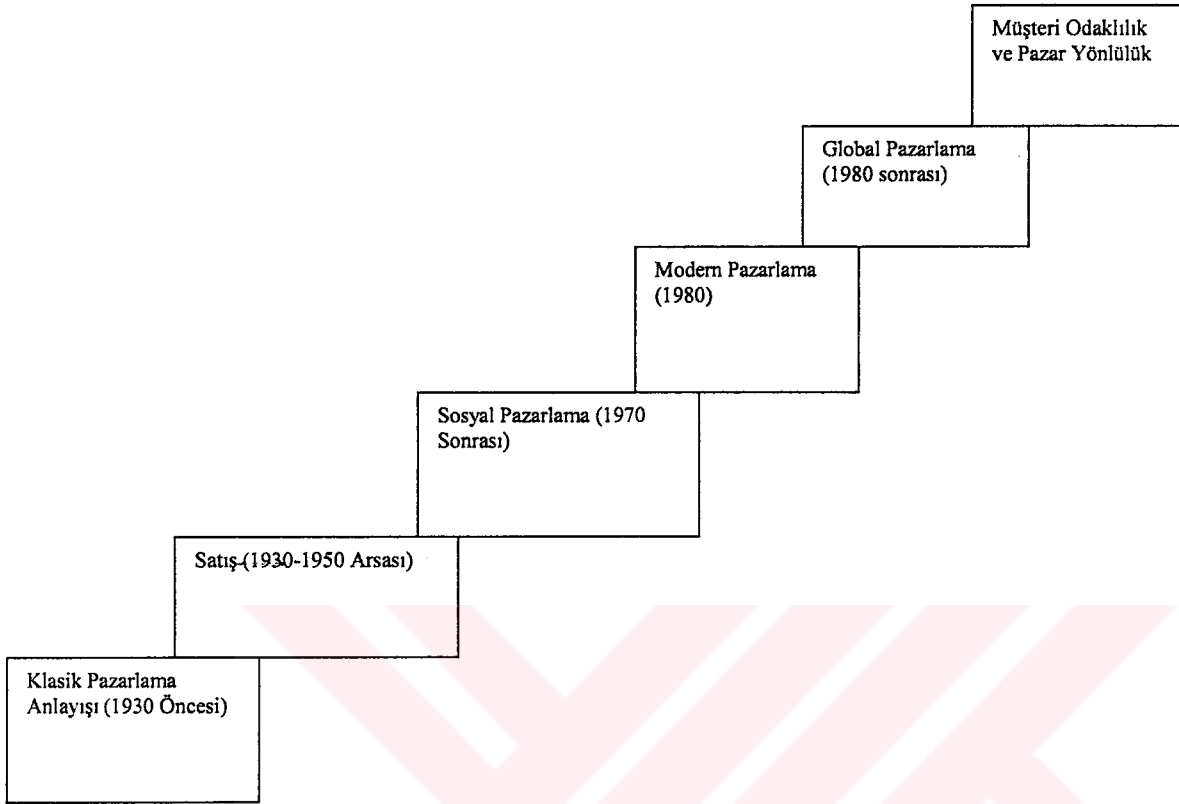 Müşteri Odaklılık
ve Pazar Yönlülük
Global Pazarlama
(1980 sonrası)
Modern Pazarlama
(1980)
Sosyal Pazarlama (1970
Sonrası)
Satış-(1930-1950 Arsası)
Klasik Pazarlama
Anlayışı (1930 Öncesi)